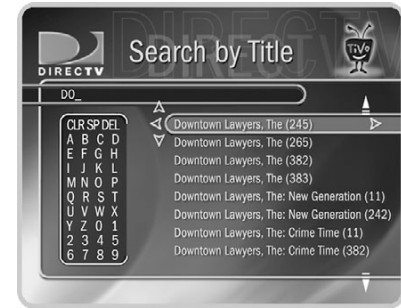 DIRECTV
Search by Title
TiVo
DO_
CLR SP DEL
A B C D
E F G H
I J K L
M N O P
Q R S T
U V W X
Y Z 0 1
2 3 4 5
6 7 8 9
Downtown Lawyers, The (245)
Downtown Lawyers, The (265)
Downtown Lawyers, The (382)
Downtown Lawyers, The (383)
Downtown Lawyers, The: New Generation (11)
Downtown Lawyers, The: New Generation (242)
Downtown Lawyers, The: Crime Time (11)
Downtown Lawyers, The: Crime Time (382)